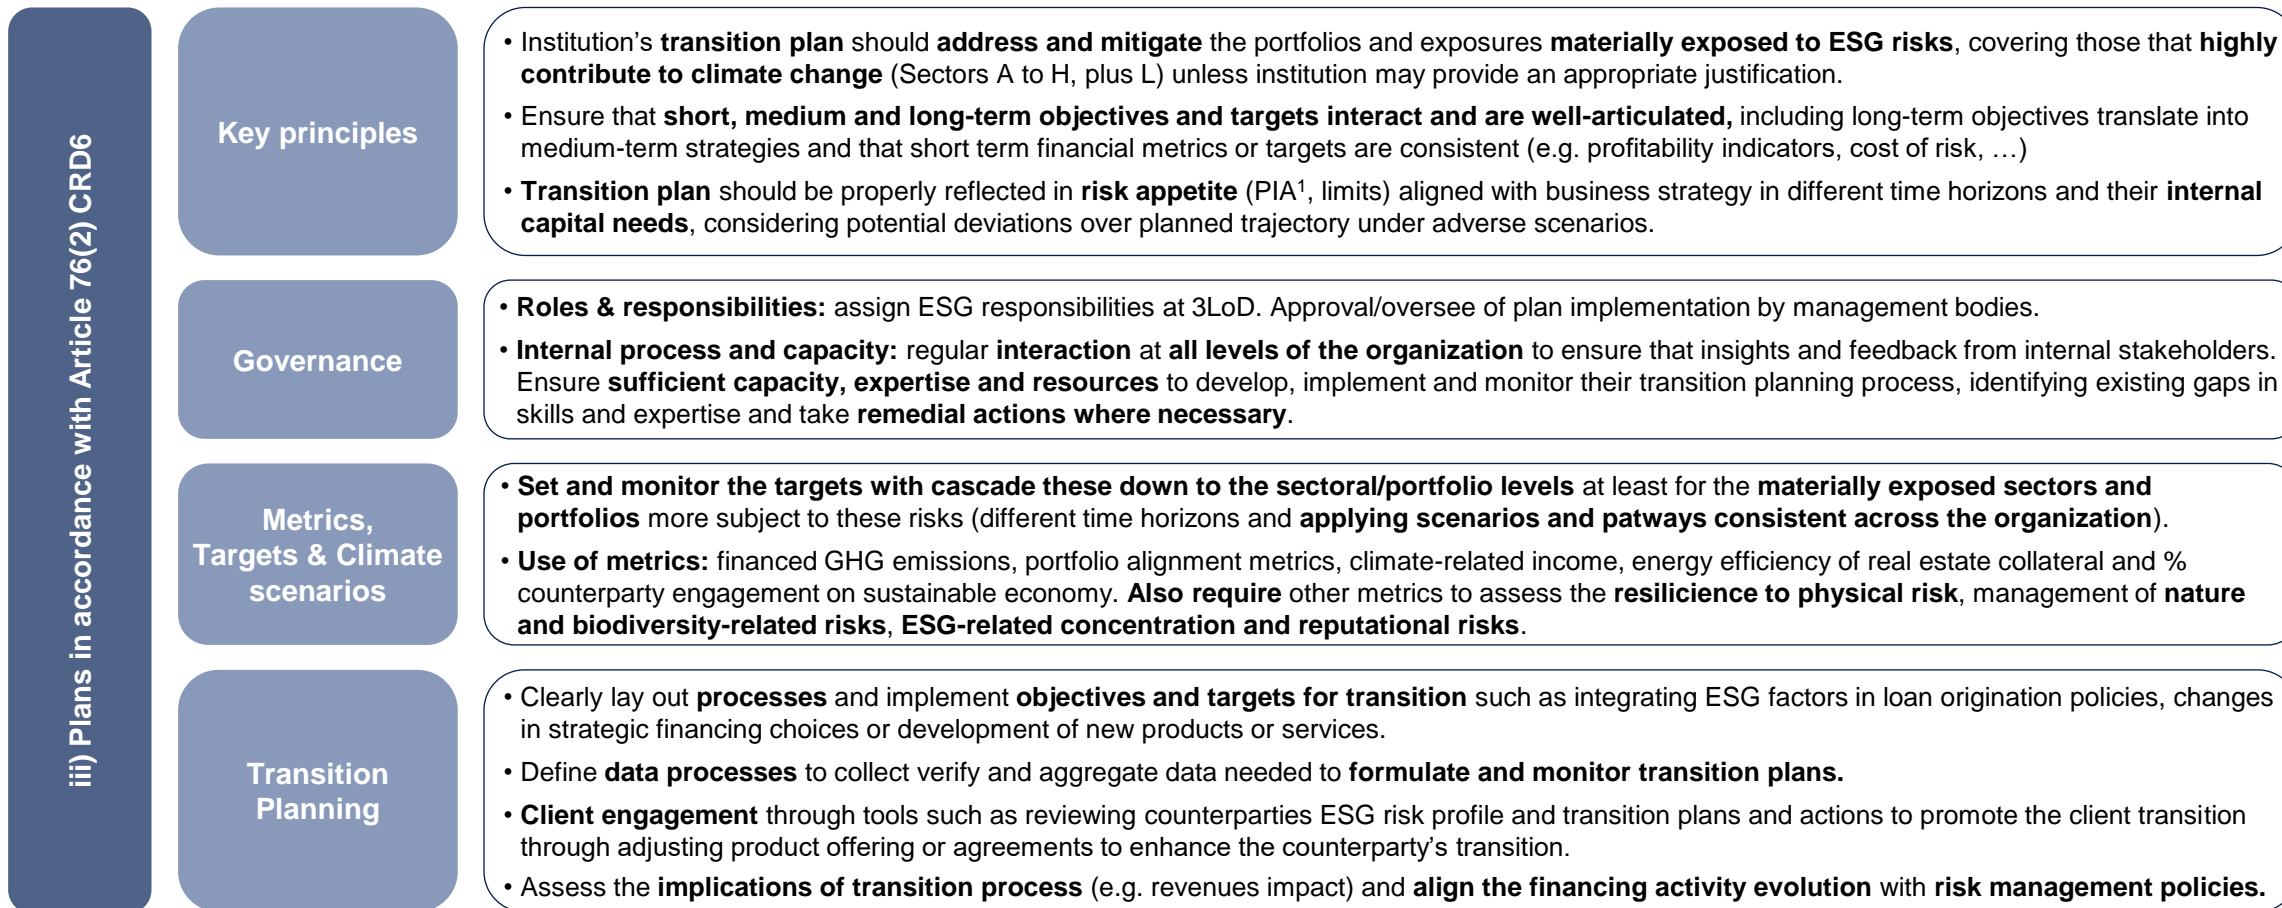 iii) Plans in accordance with Article 76(2) CRD6
Key principles
• Institution's transition plan should address and mitigate the portfolios and exposures materially exposed to ESG risks, covering those that highly
contribute to climate change (Sectors A to H, plus L) unless institution may provide an appropriate justification.
• Ensure that short, medium and long-term objectives and targets interact and are well-articulated, including long-term objectives translate into
medium-term strategies and that short term financial metrics or targets are consistent (e.g. profitability indicators, cost of risk, …)
• Transition plan should be properly reflected in risk appetite (PIA¹, limits) aligned with business strategy in different time horizons and their internal
capital needs, considering potential deviations over planned trajectory under adverse scenarios.
Governance
• Roles & responsibilities: assign ESG responsibilities at 3LoD. Approval/oversee of plan implementation by management bodies.
• Internal process and capacity: regular interaction at all levels of the organization to ensure that insights and feedback from internal stakeholders.
Ensure sufficient capacity, expertise and resources to develop, implement and monitor their transition planning process, identifying existing gaps in
skills and expertise and take remedial actions where necessary.
Metrics,
Targets & Climate
scenarios
• Set and monitor the targets with cascade these down to the sectoral/portfolio levels at least for the materially exposed sectors and
portfolios more subject to these risks (different time horizons and applying scenarios and patways consistent across the organization).
• Use of metrics: financed GHG emissions, portfolio alignment metrics, climate-related income, energy efficiency of real estate collateral and %
counterparty engagement on sustainable economy. Also require other metrics to assess the resilicience to physical risk, management of nature
and biodiversity-related risks, ESG-related concentration and reputational risks.
Transition
Planning
• Clearly lay out processes and implement objectives and targets for transition such as integrating ESG factors in loan origination policies, changes
in strategic financing choices or development of new products or services.
• Define data processes to collect verify and aggregate data needed to formulate and monitor transition plans.
• Client engagement through tools such as reviewing counterparties ESG risk profile and transition plans and actions to promote the client transition
through adjusting product offering or agreements to enhance the counterparty's transition.
• Assess the implications of transition process (e.g. revenues impact) and align the financing activity evolution with risk management policies.